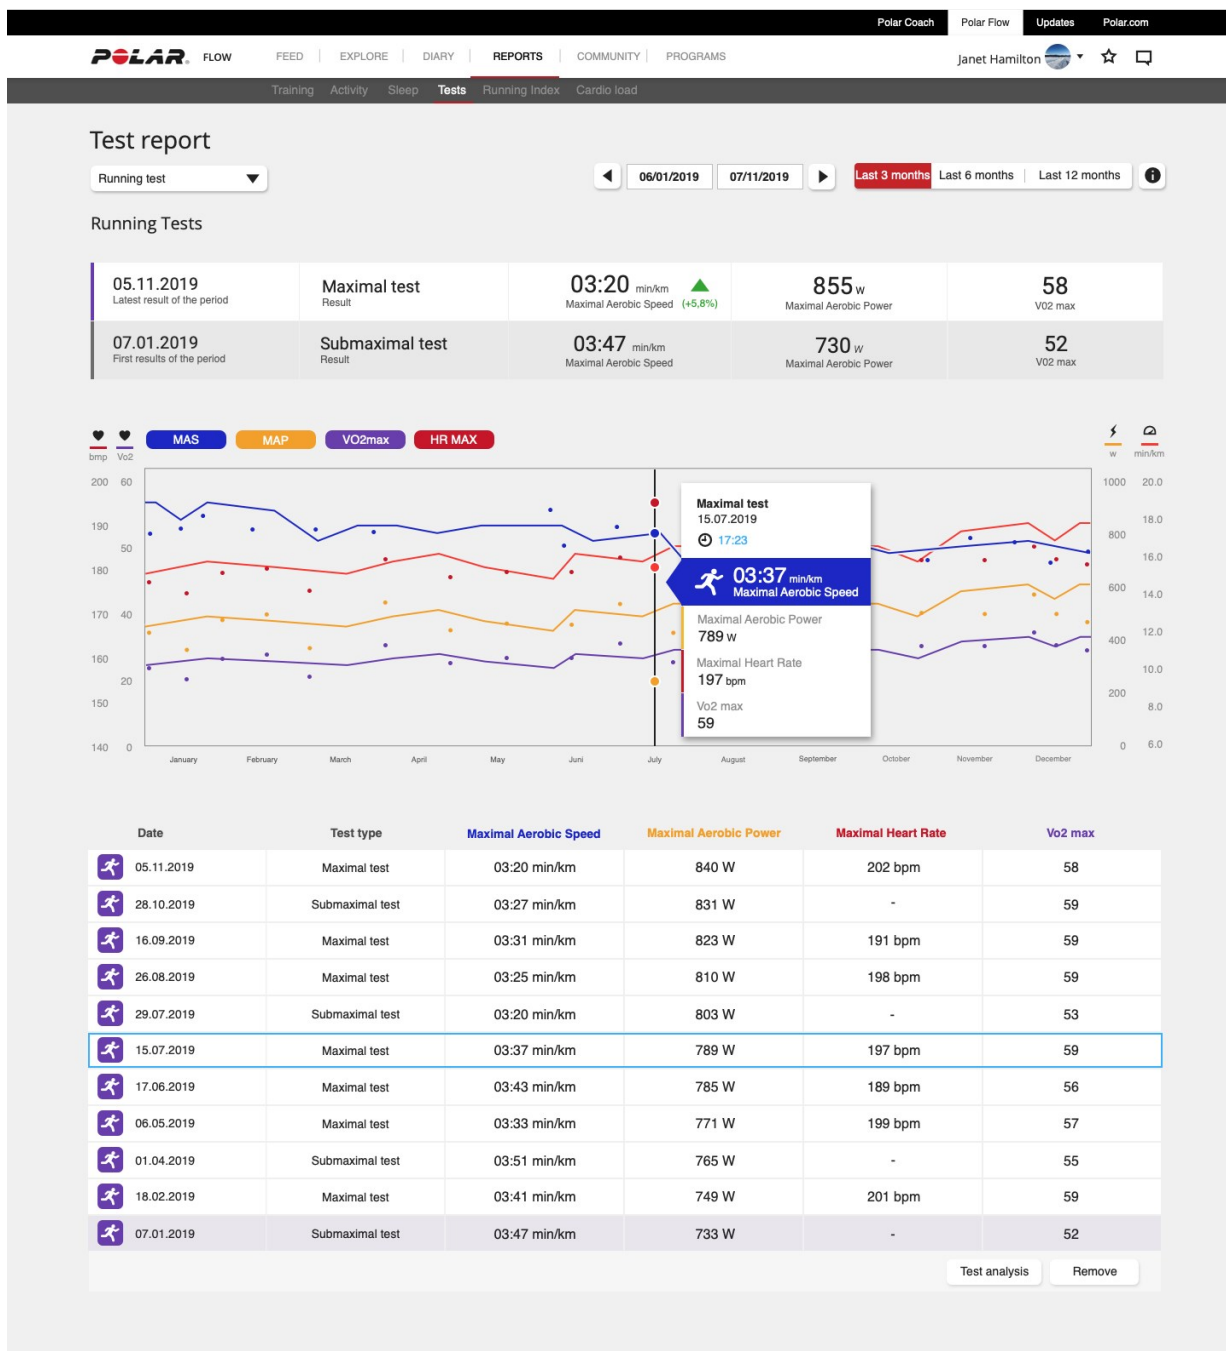 Polar Coach Polar Flow Updates Polar.com
POLAR. FLOW FEED EXPLORE DIARY REPORTS COMMUNITY PROGRAMS Janet Hamilton
Training Activity Sleep Tests Running Index Cardio load
Test report
Running test 06/01/2019 07/11/2019 Last 3 months Last 6 months Last 12 months
Running Tests
05.11.2019 Maximal test 03:20 min/km 855 w 58
Latest result of the period Result Maximal Aerobic Speed (+5,8%) Maximal Aerobic Power V02 max
07.01.2019 Submaximal test 03:47 min/km 730 w 52
First results of the period Result Maximal Aerobic Speed Maximal Aerobic Power V02 max
MAS MAP VO2max HR MAX
bmp Vo2 w min/km
200 60 1000 20.0
Maximal test
15.07.2019
17:23
190 18.0
800
50
16.0
180
03:37 min/km
Maximal Aerobic Speed
600 14.0
170 40
Maximal Aerobic Power
789 w
400 12.0
160
Maximal Heart Rate
197 bpm
10.0
20
200
150 8.0
Vo2 max
59
140 0 0 6.0
January February March April May Juni July August September October November December
Date Test type Maximal Aerobic Speed Maximal Aerobic Power Maximal Heart Rate Vo2 max
05.11.2019 Maximal test 03:20 min/km 840 W 202 bpm 58
28.10.2019 Submaximal test 03:27 min/km 831 W - 59
16.09.2019 Maximal test 03:31 min/km 823 W 191 bpm 59
26.08.2019 Maximal test 03:25 min/km 810 W 198 bpm 59
29.07.2019 Submaximal test 03:20 min/km 803 W - 53
15.07.2019 Maximal test 03:37 min/km 789 W 197 bpm 59
17.06.2019 Maximal test 03:43 min/km 785 W 189 bpm 56
06.05.2019 Maximal test 03:33 min/km 771 W 199 bpm 57
01.04.2019 Submaximal test 03:51 min/km 765 W - 55
18.02.2019 Maximal test 03:41 min/km 749 W 201 bpm 59
07.01.2019 Submaximal test 03:47 min/km 733 W - 52
Test analysis Remove